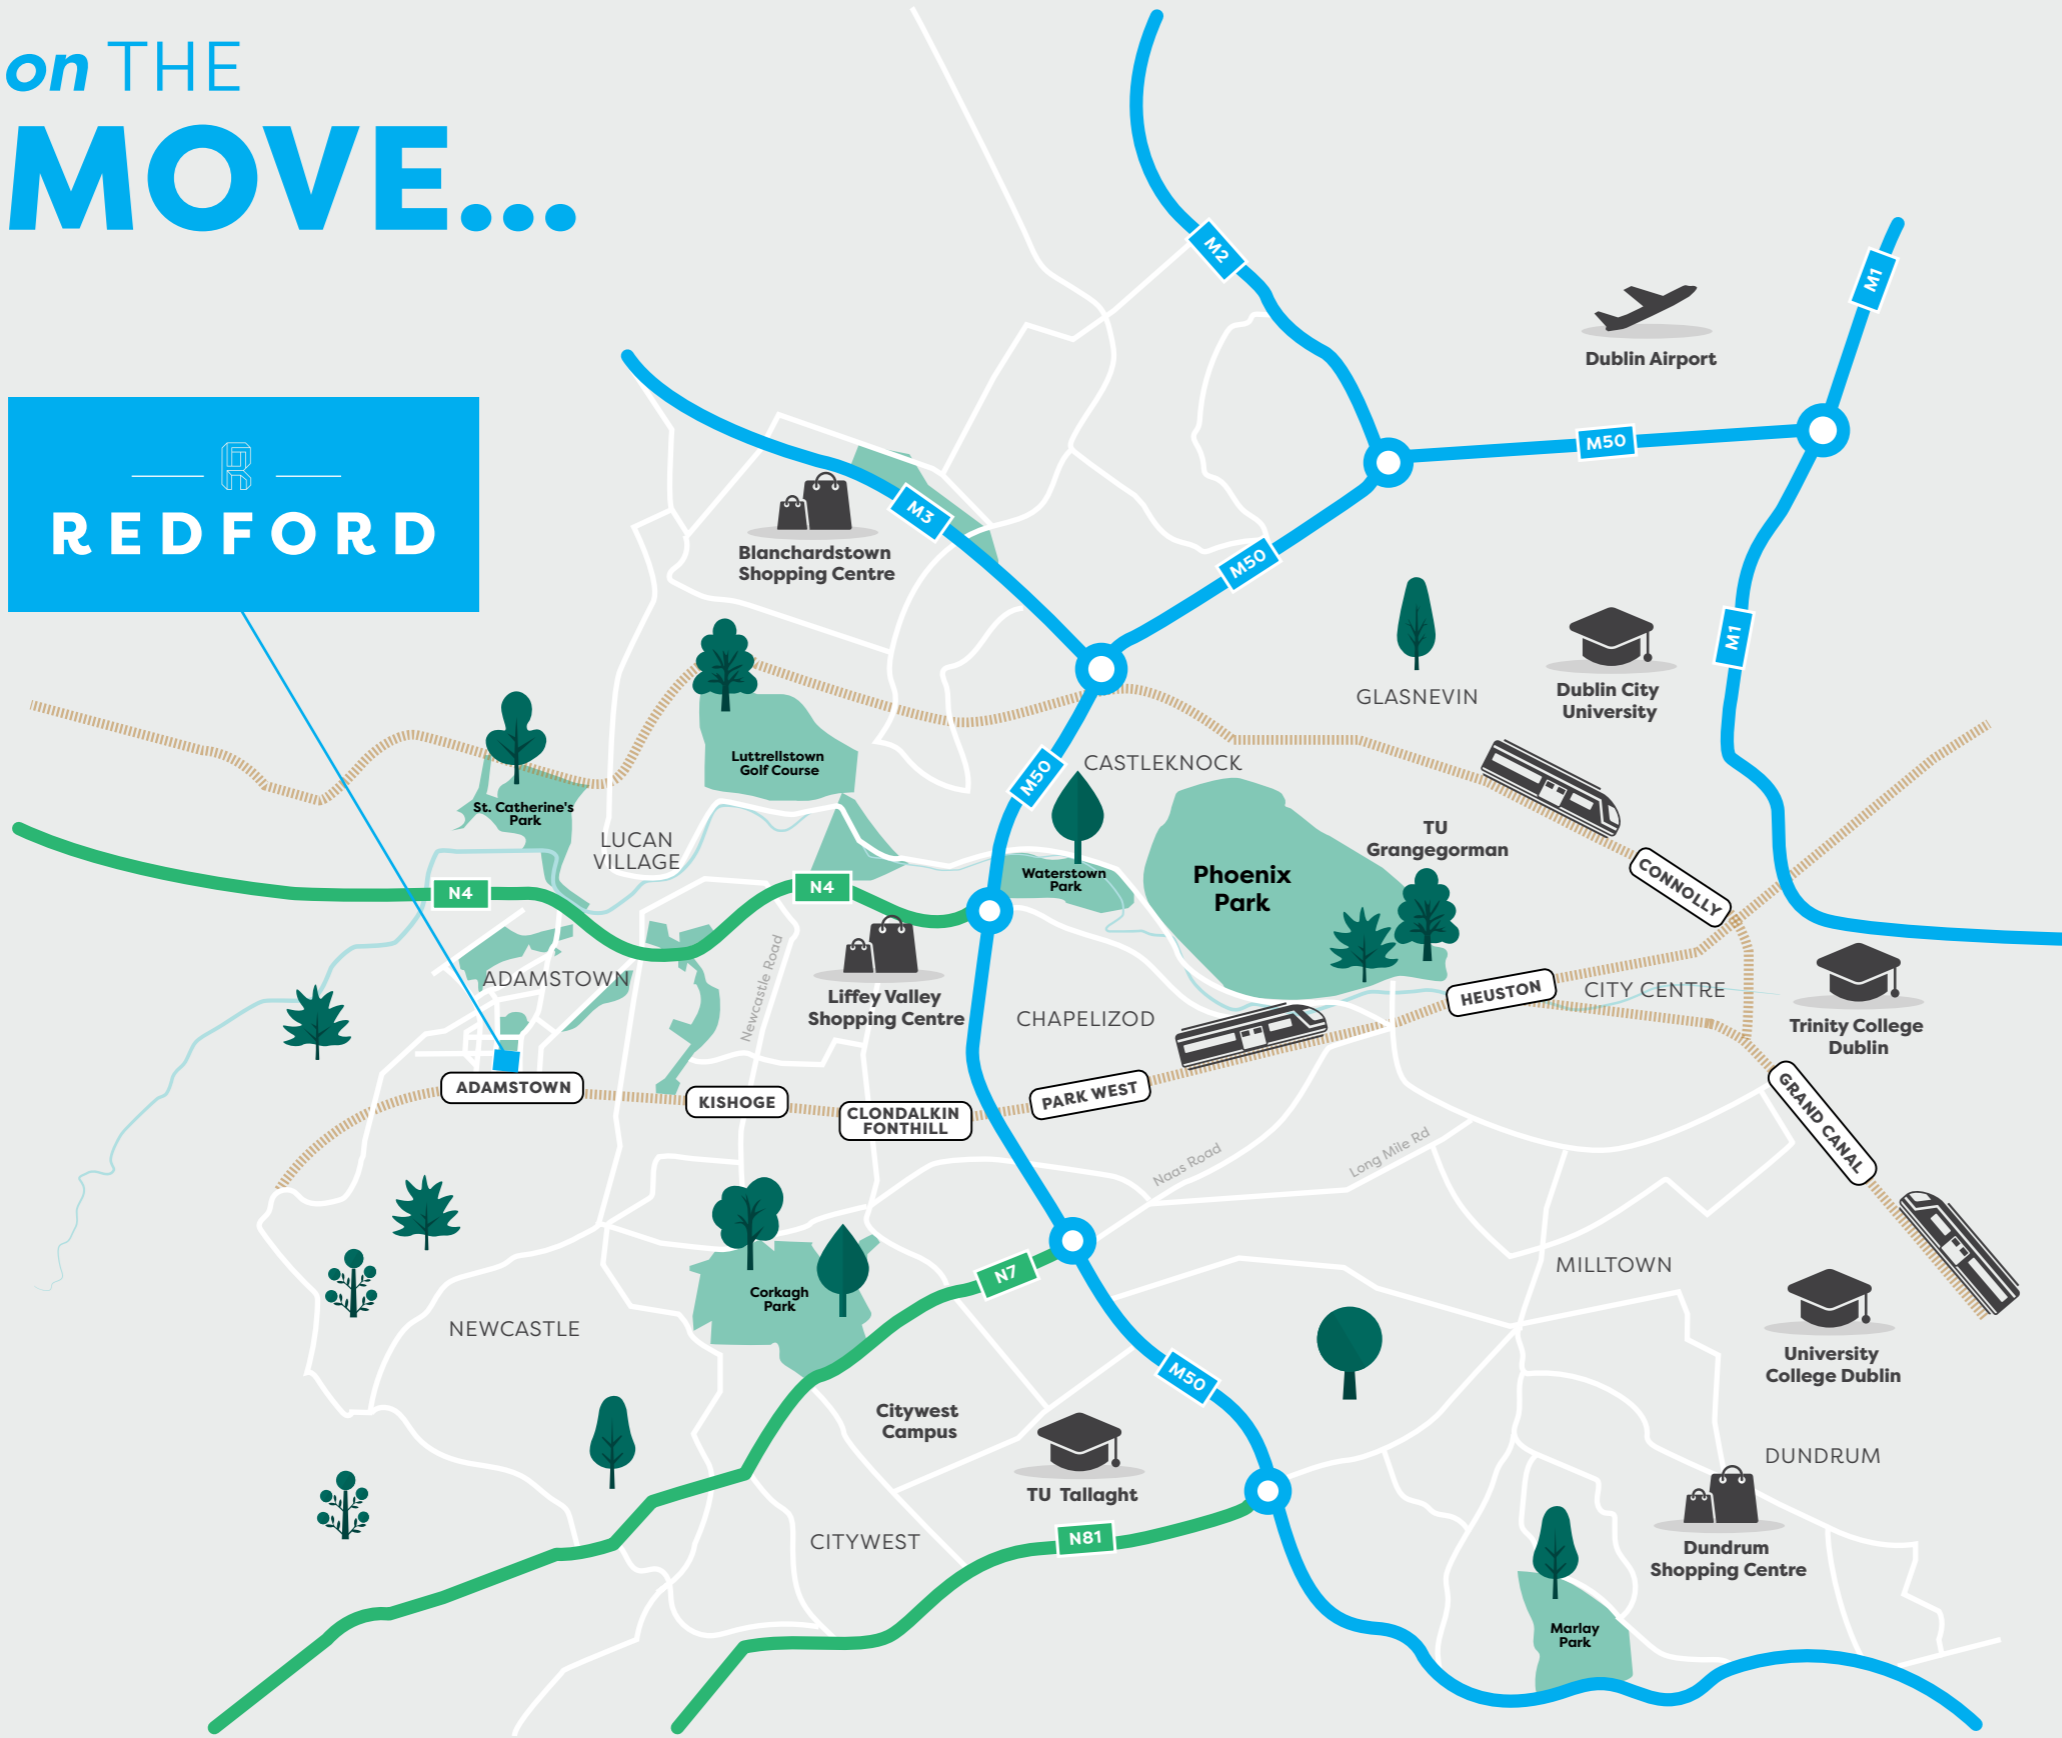 on THE
MOVE...
M2
M1
Dublin Airport
M50
REDFORD
M3
Blanchardstown
Shopping Centre
M50
M1
GLASNEVIN
Dublin City
University
Luttrellstown
Golf Course
M50
CASTLEKNOCK
St. Catherine's
Park
LUCAN
VILLAGE
TU
Grangegorman
Phoenix
Park
Waterstown
Park
CONNOLLY
N4
N4
ADAMSTOWN
Newcastle Road
Liffey Valley
Shopping Centre
CHAPELIZOD
HEUSTON
CITY CENTRE
Trinity College
Dublin
ADAMSTOWN
KISHOGE
CLONDALKIN
FONTHILL
PARK WEST
GRAND CANAL
Naas Road
Long Mile Rd
N7
MILLTOWN
Corkagh
Park
NEWCASTLE
University
College Dublin
M50
Citywest
Campus
DUNDRUM
TU Tallaght
CITYWEST
N81
Dundrum
Shopping Centre
Marlay
Park